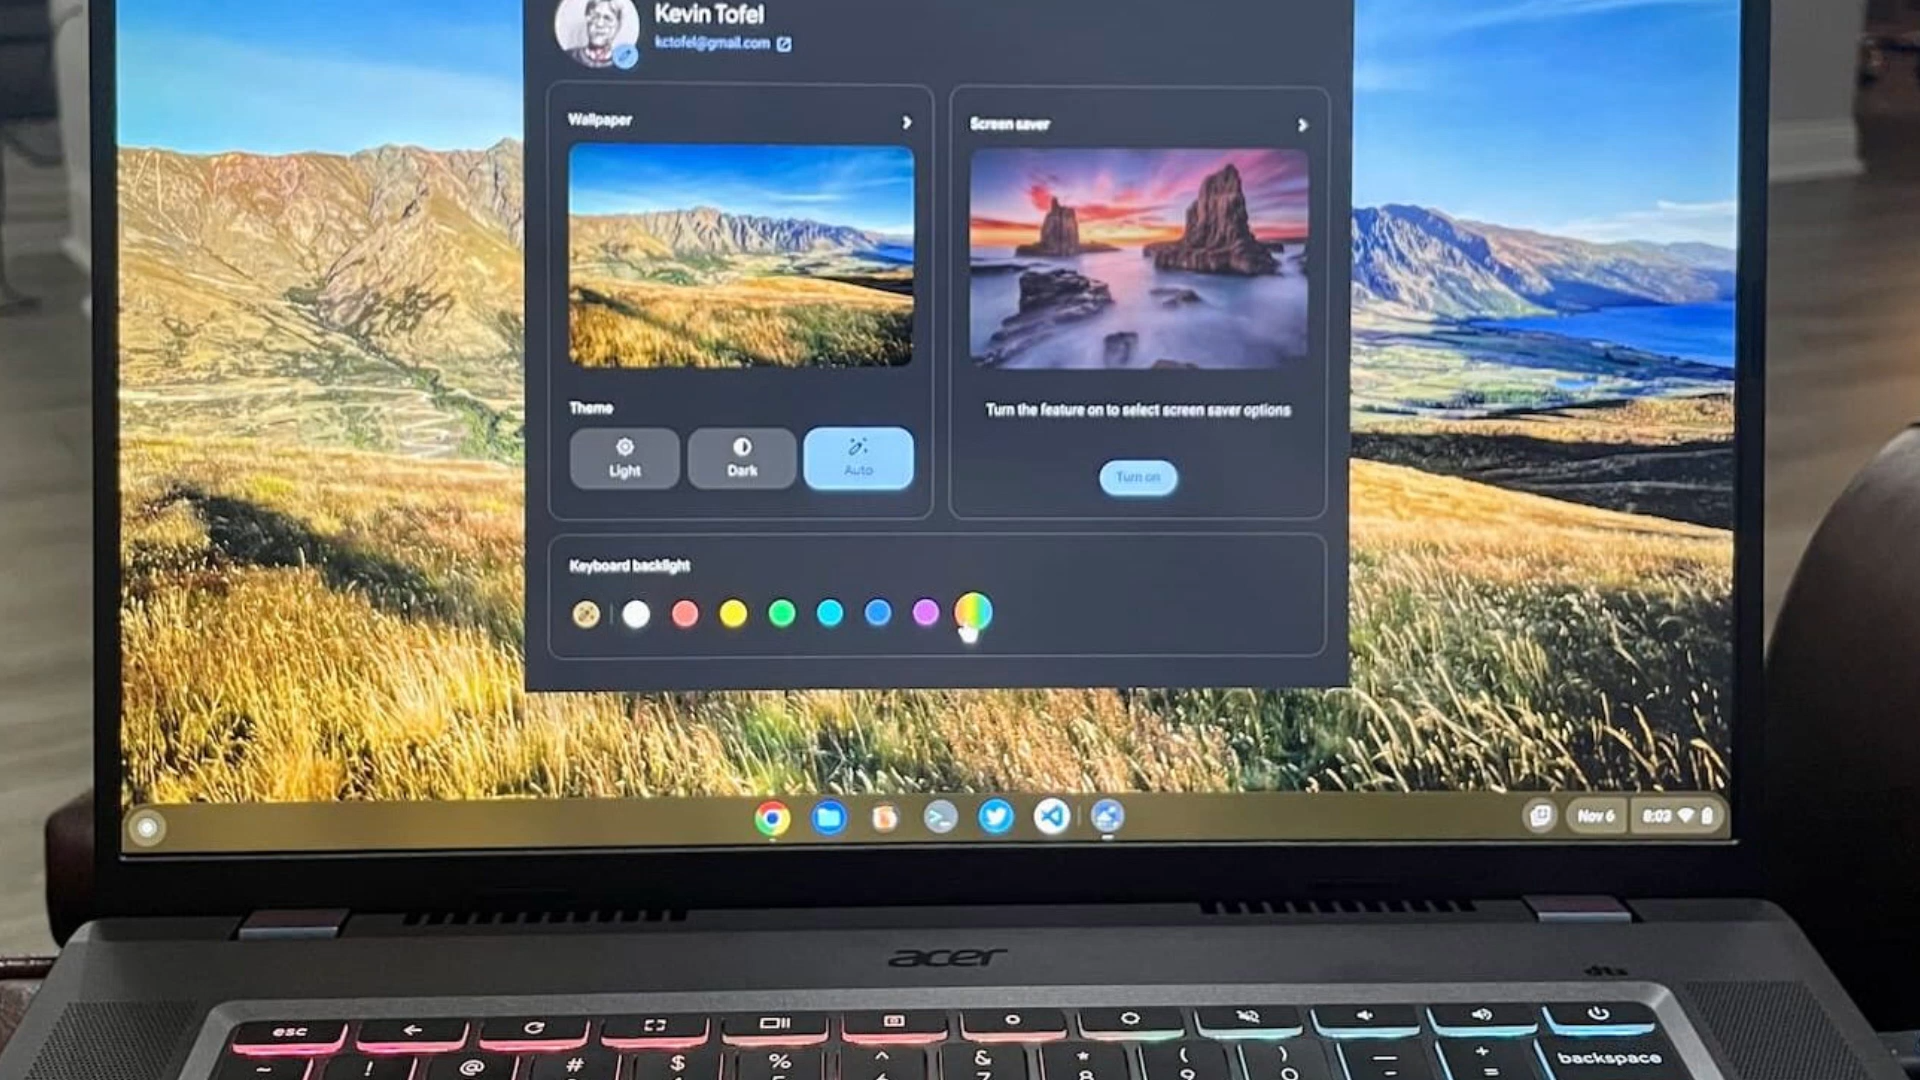 Kevin Tofel
kctofel@gmail.com
Wallpaper
Screen saver
Turn the feature on to select screen saver options
Theme
Light
Dark
Auto
Turn on
Keyboard backlight
Nov 6
8:03
acer
dts
esc
~ ! @ # $ % ^ & * ( ) — +
- =
backspace